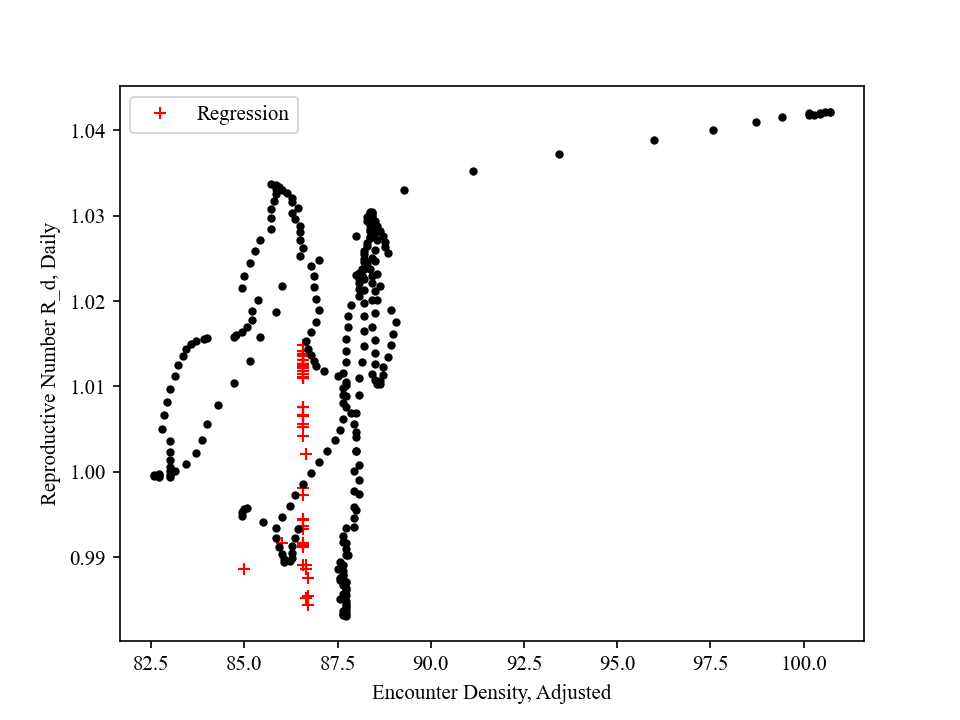 Regression
1.04
1.03
1.02
1.01
1.00
0.99
Reproductive Number R_d, Daily
82.5 85.0 87.5 90.0 92.5 95.0 97.5 100.0
Encounter Density, Adjusted